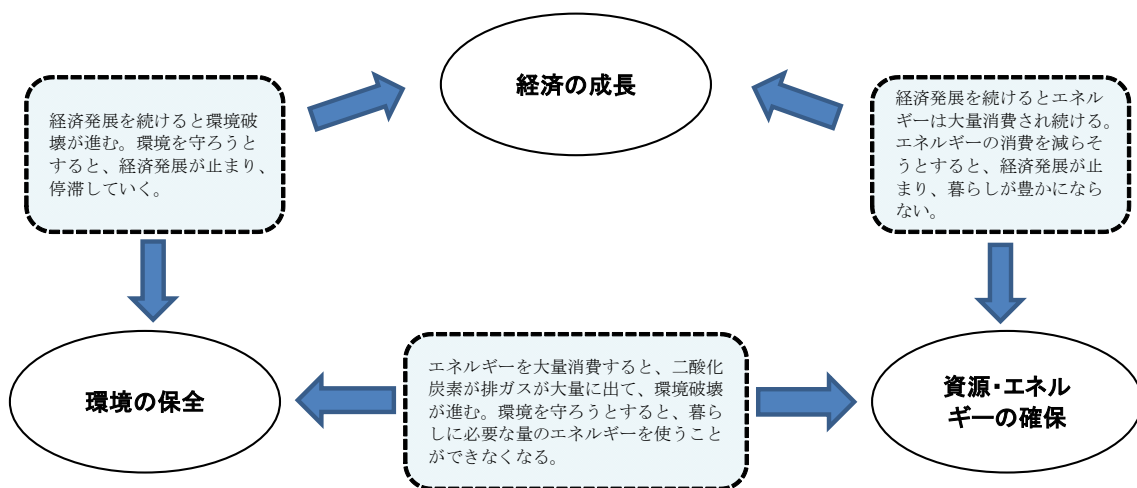 経済の成長
経済発展を続けると環境破
壊が進む。環境を守ろうと
すると、経済発展が止まり、
停滞していく。
経済発展を続けるとエネル
ギーは大量消費され続ける。
エネルギーの消費を減らそ
うとすると、経済発展が止
まり、暮らしが豊かになら
ない。
環境の保全
エネルギーを大量消費すると、二酸化
炭素が排ガスが大量に出て、環境破壊
が進む。環境を守ろうとすると、暮ら
しに必要な量のエネルギーを使うこと
ができなくなる。
資源・エネル
ギーの確保